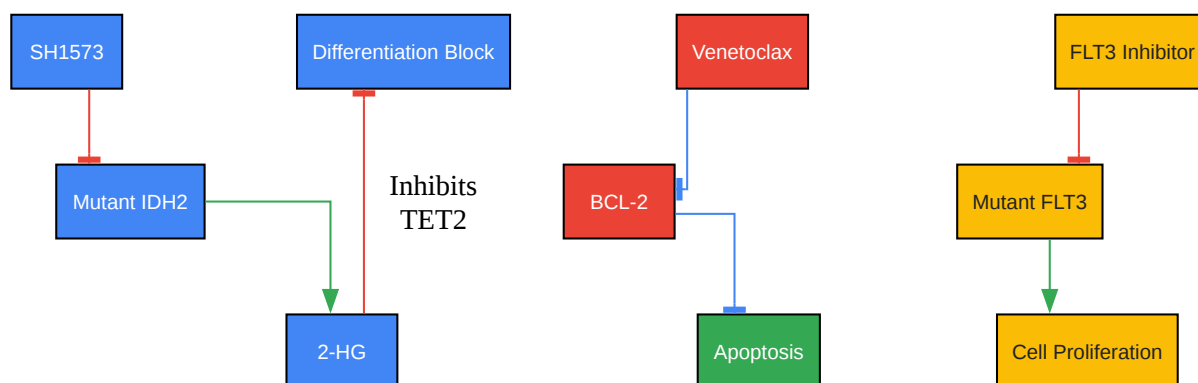 SH1573
Differentiation Block
Venetoclax
FLT3 Inhibitor
Mutant IDH2
Inhibits
TET2
BCL-2
Mutant FLT3
2-HG
Apoptosis
Cell Proliferation